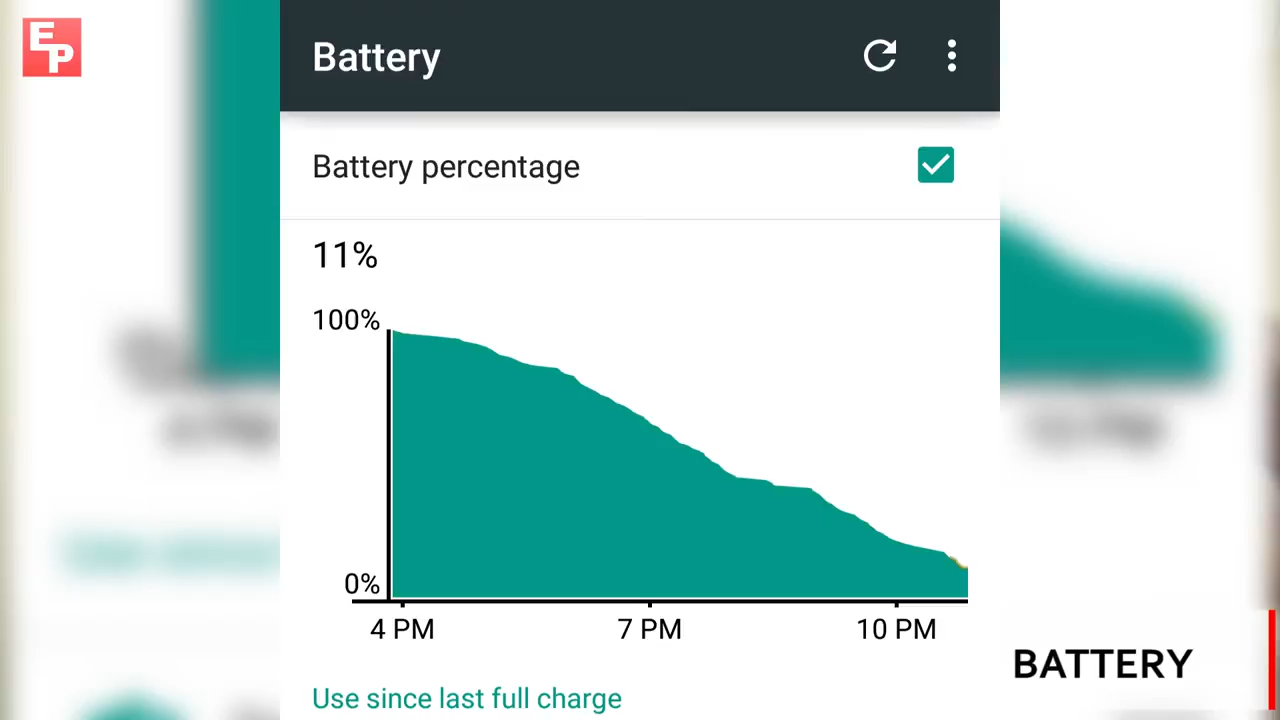 EP
Battery
Battery percentage
11%
100%
0%
4 PM 7 PM 10 PM
Use since last full charge
BATTERY